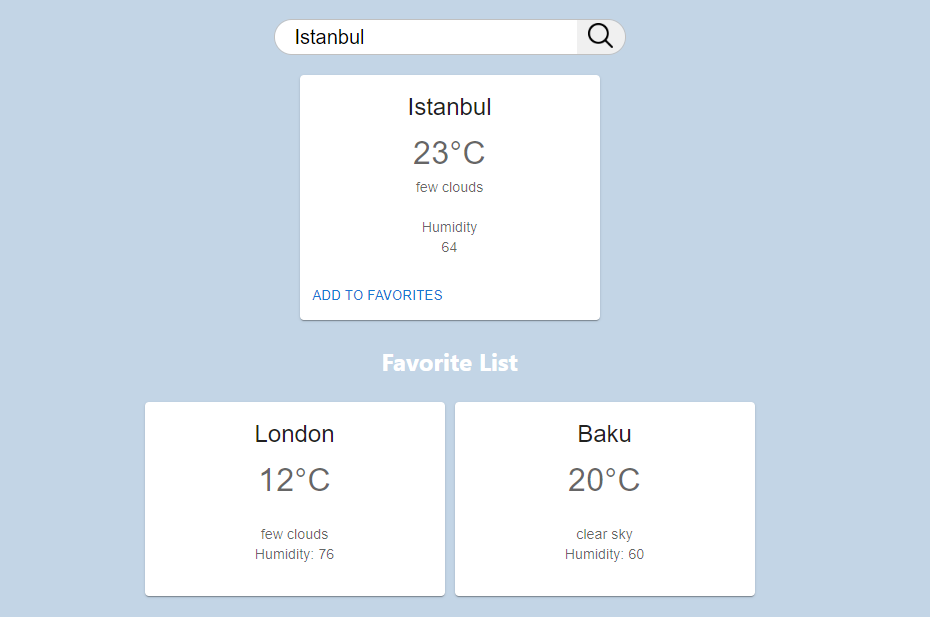 Istanbul
Istanbul
23°C
few clouds
Humidity
64
ADD TO FAVORITES
Favorite List
London
12°C
few clouds
Humidity: 76
Baku
20°C
clear sky
Humidity: 60